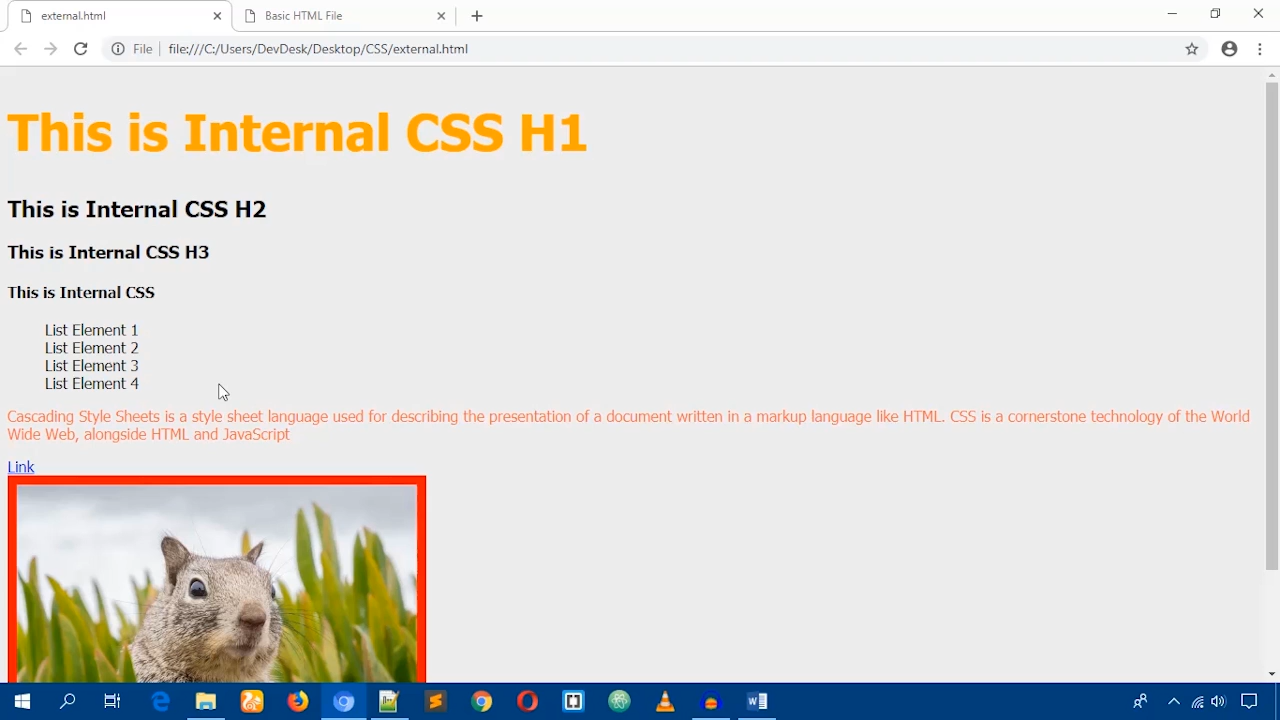 external.html
Basic HTML File
File
file:///C:/Users/DevDesk/Desktop/CSS/external.html
This is Internal CSS H1
This is Internal CSS H2
This is Internal CSS H3
This is Internal CSS
List Element 1
List Element 2
List Element 3
List Element 4
Cascading Style Sheets is a style sheet language used for describing the presentation of a document written in a markup language like HTML. CSS is a cornerstone technology of the World
Wide Web, alongside HTML and JavaScript
Link